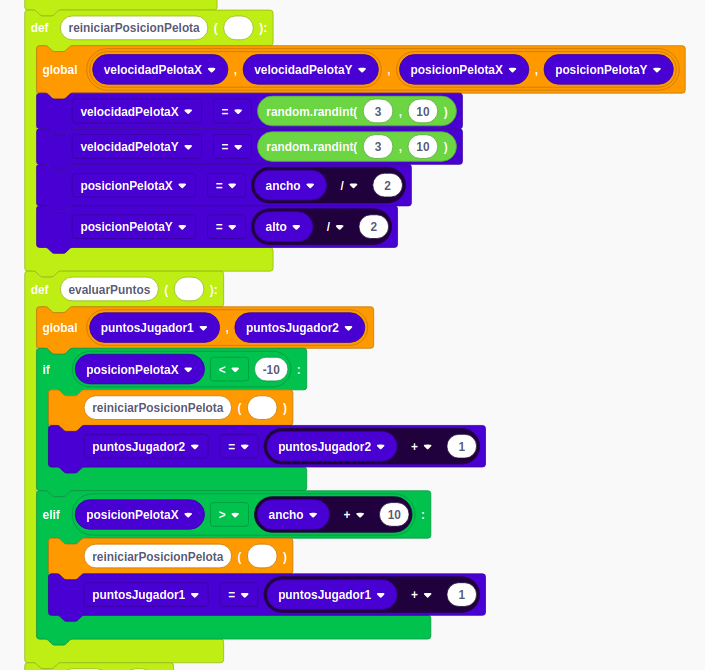 def reiniciarPosicionPelota ( ):
global velocidadPelotaX , velocidadPelotaY , posicionPelotaX , posicionPelotaY
velocidadPelotaX = random.randint( 3 , 10 )
velocidadPelotaY = random.randint( 3 , 10 )
posicionPelotaX = ancho / 2
posicionPelotaY = alto / 2
def evaluarPuntos ( ):
global puntosJugador1 , puntosJugador2
if posicionPelotaX < -10 :
reiniciarPosicionPelota ( )
puntosJugador2 = puntosJugador2 + 1
elif posicionPelotaX > ancho + 10 :
reiniciarPosicionPelota ( )
puntosJugador1 = puntosJugador1 + 1